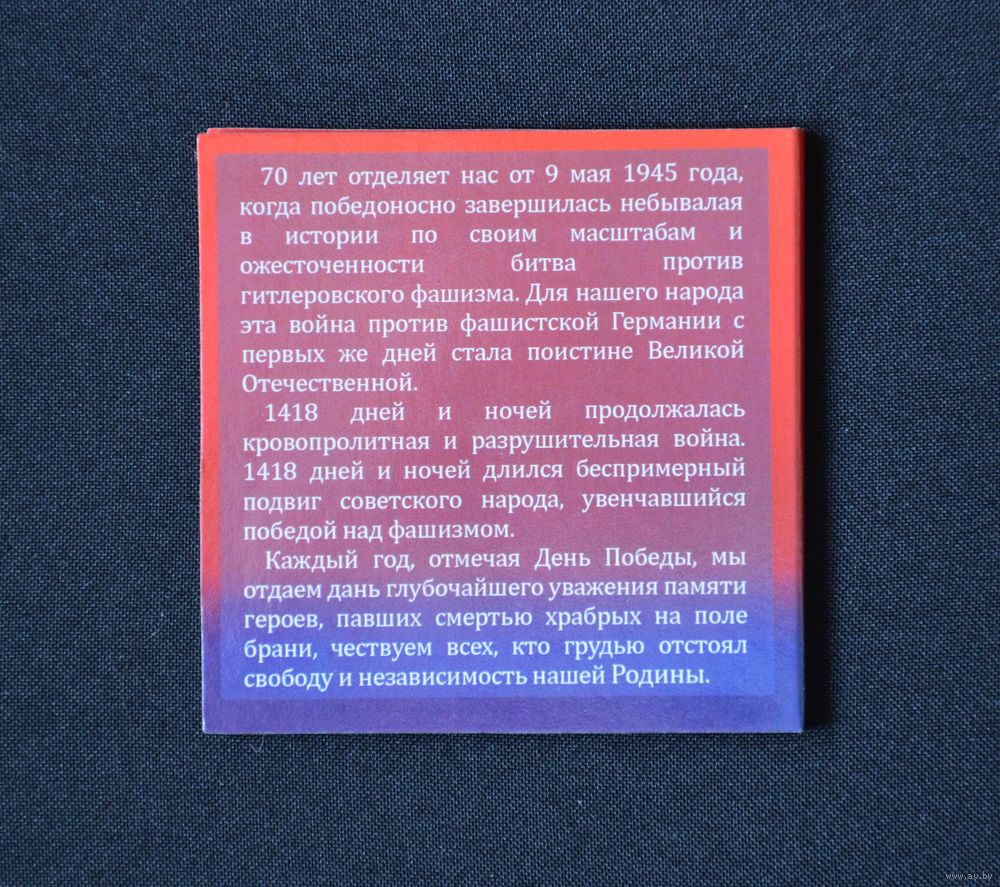 70 лет отделяет нас от 9 мая 1945 года,
когда победоносно завершилась небывалая
в истории по своим масштабам и
ожесточенности битва против
гитлеровского фашизма. Для нашего народа
эта война против фашистской Германии с
первых же дней стала поистине Великой
Отечественной.
1418 дней и ночей продолжалась
кровопролитная и разрушительная война.
1418 дней и ночей длился беспримерный
подвиг советского народа, увенчавшийся
победой над фашизмом.
Каждый год, отмечая День Победы, мы
отдаем дань глубочайшего уважения памяти
героев, павших смертью храбрых на поле
брани, чествуем всех, кто грудью отстоял
свободу и независимость нашей Родины.
www.ay.by